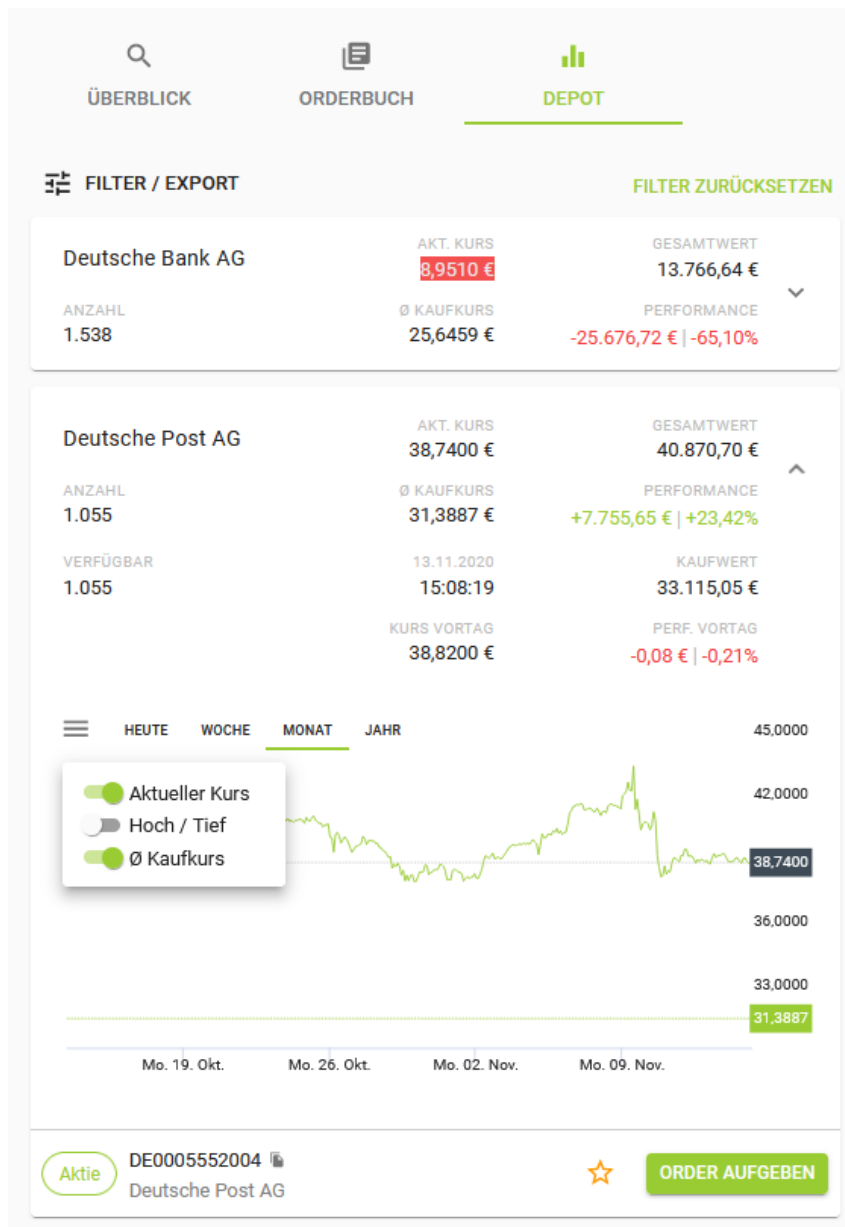 ÜBERBLICK ORDERBUCH DEPOT
FILTER / EXPORT FILTER ZURÜCKSETZEN
AKT. KURS GESAMTWERT
Deutsche Bank AG 8,9510 € 13.766,64 €
ANZAHL Ø KAUFKURS PERFORMANCE
1.538 25,6459 € -25.676,72 € | -65,10%
AKT. KURS GESAMTWERT
Deutsche Post AG 38,7400 € 40.870,70 €
ANZAHL Ø KAUFKURS PERFORMANCE
1.055 31,3887 € +7.755,65 € | +23,42%
VERFÜGBAR 13.11.2020 KAUFWERT
1.055 15:08:19 33.115,05 €
KURS VORTAG PERF. VORTAG
38,8200 € -0,08 € | -0,21%
HEUTE WOCHE MONAT JAHR 45,0000
Aktueller Kurs 42,0000
Hoch / Tief
Ø Kaufkurs 38,7400
36,0000
33,0000
31,3887
Mo. 19. Okt. Mo. 26. Okt. Mo. 02. Nov. Mo. 09. Nov.
Aktie DE0005552004 ORDER AUFGEBEN
Deutsche Post AG